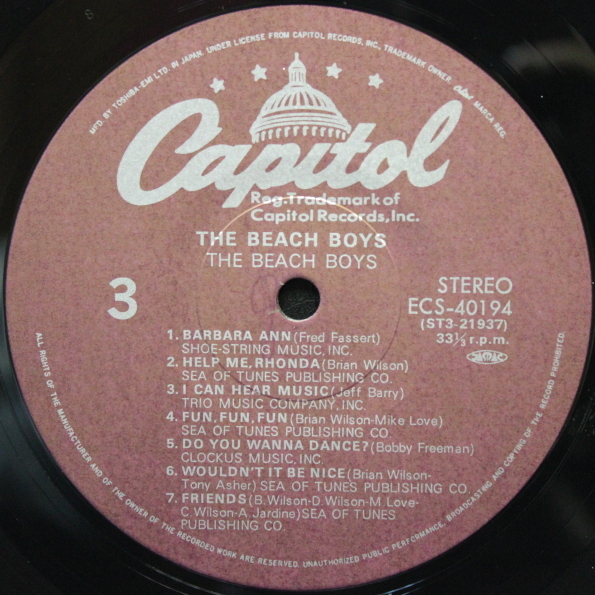 MFD. BY TOSHIBA-EMI LTD. IN JAPAN. UNDER LICENSE FROM CAPITOL RECORDS, INC., TRADEMARK OWNER. Capitol MARCA REG.
Capitol
Reg. Trademark of
Capitol Records, Inc.
THE BEACH BOYS
THE BEACH BOYS
3
STEREO
ECS-40194
(ST3-21937)
33⅓ r.p.m.
1. BARBARA ANN (Fred Fassert)
SHOE-STRING MUSIC, INC.
2. HELP ME, RHONDA (Brian Wilson)
SEA OF TUNES PUBLISHING CO.
3. I CAN HEAR MUSIC (Jeff Barry)
TRIO MUSIC COMPANY, INC.
4. FUN, FUN, FUN (Brian Wilson-Mike Love)
SEA OF TUNES PUBLISHING CO.
5. DO YOU WANNA DANCE? (Bobby Freeman)
CLOCKUS MUSIC, INC.
6. WOULDN'T IT BE NICE (Brian Wilson-
Tony Asher) SEA OF TUNES PUBLISHING CO.
7. FRIENDS (B. Wilson-D. Wilson-M. Love-
C. Wilson-A. Jardine) SEA OF TUNES
PUBLISHING CO.
ALL RIGHTS OF THE MANUFACTURER AND OF THE OWNER OF THE RECORDED WORK ARE RESERVED. UNAUTHORIZED PUBLIC PERFORMANCE, BROADCASTING AND COPYING OF THE RECORD PROHIBITED.